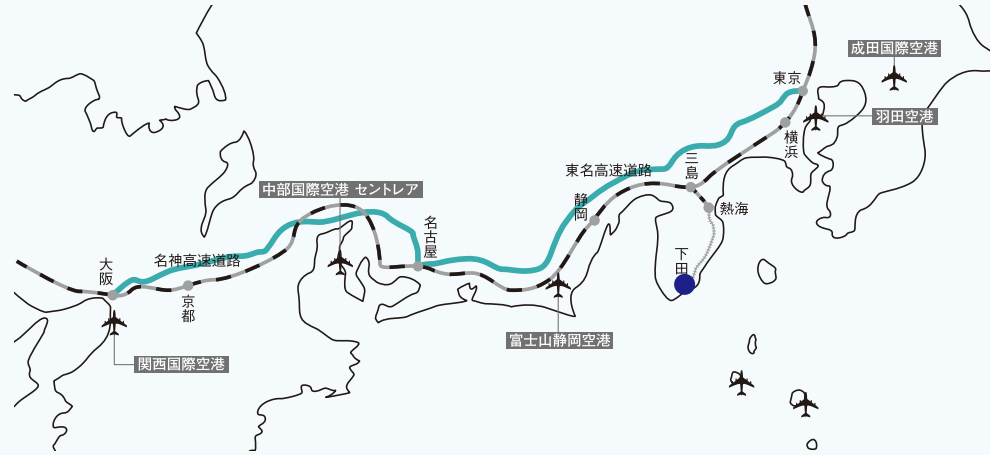 成田国際空港
東京
羽田空港
横浜
三島
東名高速道路
中部国際空港 セントレア
静岡
熱海
名古屋
下田
名神高速道路
大阪
京都
富士山静岡空港
関西国際空港